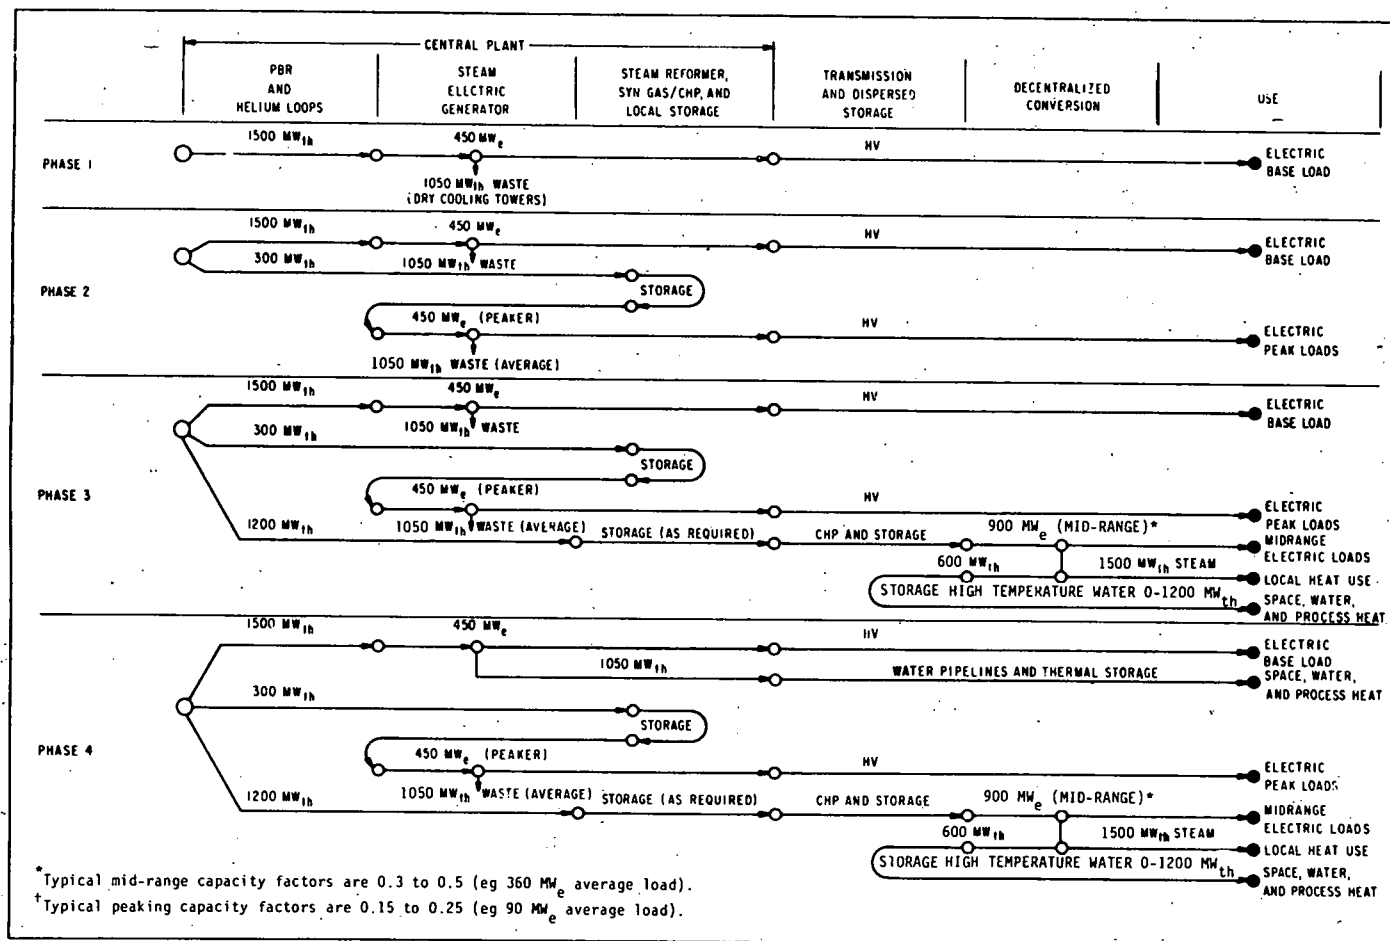 CENTRAL PLANT
PBR
AND
HELIUM LOOPS
STEAM
ELECTRIC
GENERATOR
STEAM REFORMER,
SYN GAS/CHP, AND
LOCAL STORAGE
TRANSMISSION
AND DISPERSED
STORAGE
DECENTRALIZED
CONVERSION
USE
PHASE 1
1500 MWth
450 MWe
1050 MWth WASTE
(DRY COOLING TOWERS)
HV
ELECTRIC
BASE LOAD
PHASE 2
1500 MWth
450 MWe
HV
ELECTRIC
BASE LOAD
300 MWth
1050 MWth WASTE
STORAGE
450 MWe (PEAKER)
HV
ELECTRIC
PEAK LOADS
1050 MWth WASTE (AVERAGE)
PHASE 3
1500 MWth
450 MWe
HV
ELECTRIC
BASE LOAD
300 MWth
1050 MWth WASTE
STORAGE
450 MWe (PEAKER)
HV
ELECTRIC
PEAK LOADS
1200 MWth
1050 MWth WASTE (AVERAGE)
STORAGE (AS REQUIRED)
CHP AND STORAGE
900 MWe (MID-RANGE)*
MIDRANGE
ELECTRIC LOADS
600 MWth
1500 MWth STEAM
LOCAL HEAT USE
STORAGE HIGH TEMPERATURE WATER 0-1200 MWth
SPACE, WATER,
AND PROCESS HEAT
PHASE 4
1500 MWth
450 MWe
HV
ELECTRIC
BASE LOAD
1050 MWth
WATER PIPELINES AND THERMAL STORAGE
SPACE, WATER,
AND PROCESS HEAT
300 MWth
STORAGE
450 MWe (PEAKER)
HV
ELECTRIC
PEAK LOADS
1200 MWth
1050 MWth WASTE (AVERAGE)
STORAGE (AS REQUIRED)
CHP AND STORAGE
900 MWe (MID-RANGE)*
MIDRANGE
ELECTRIC LOADS
600 MWth
1500 MWth STEAM
LOCAL HEAT USE
STORAGE HIGH TEMPERATURE WATER 0-1200 MWth
SPACE, WATER,
AND PROCESS HEAT
*Typical mid-range capacity factors are 0.3 to 0.5 (eg 360 MWe average load).
†Typical peaking capacity factors are 0.15 to 0.25 (eg 90 MWe average load).